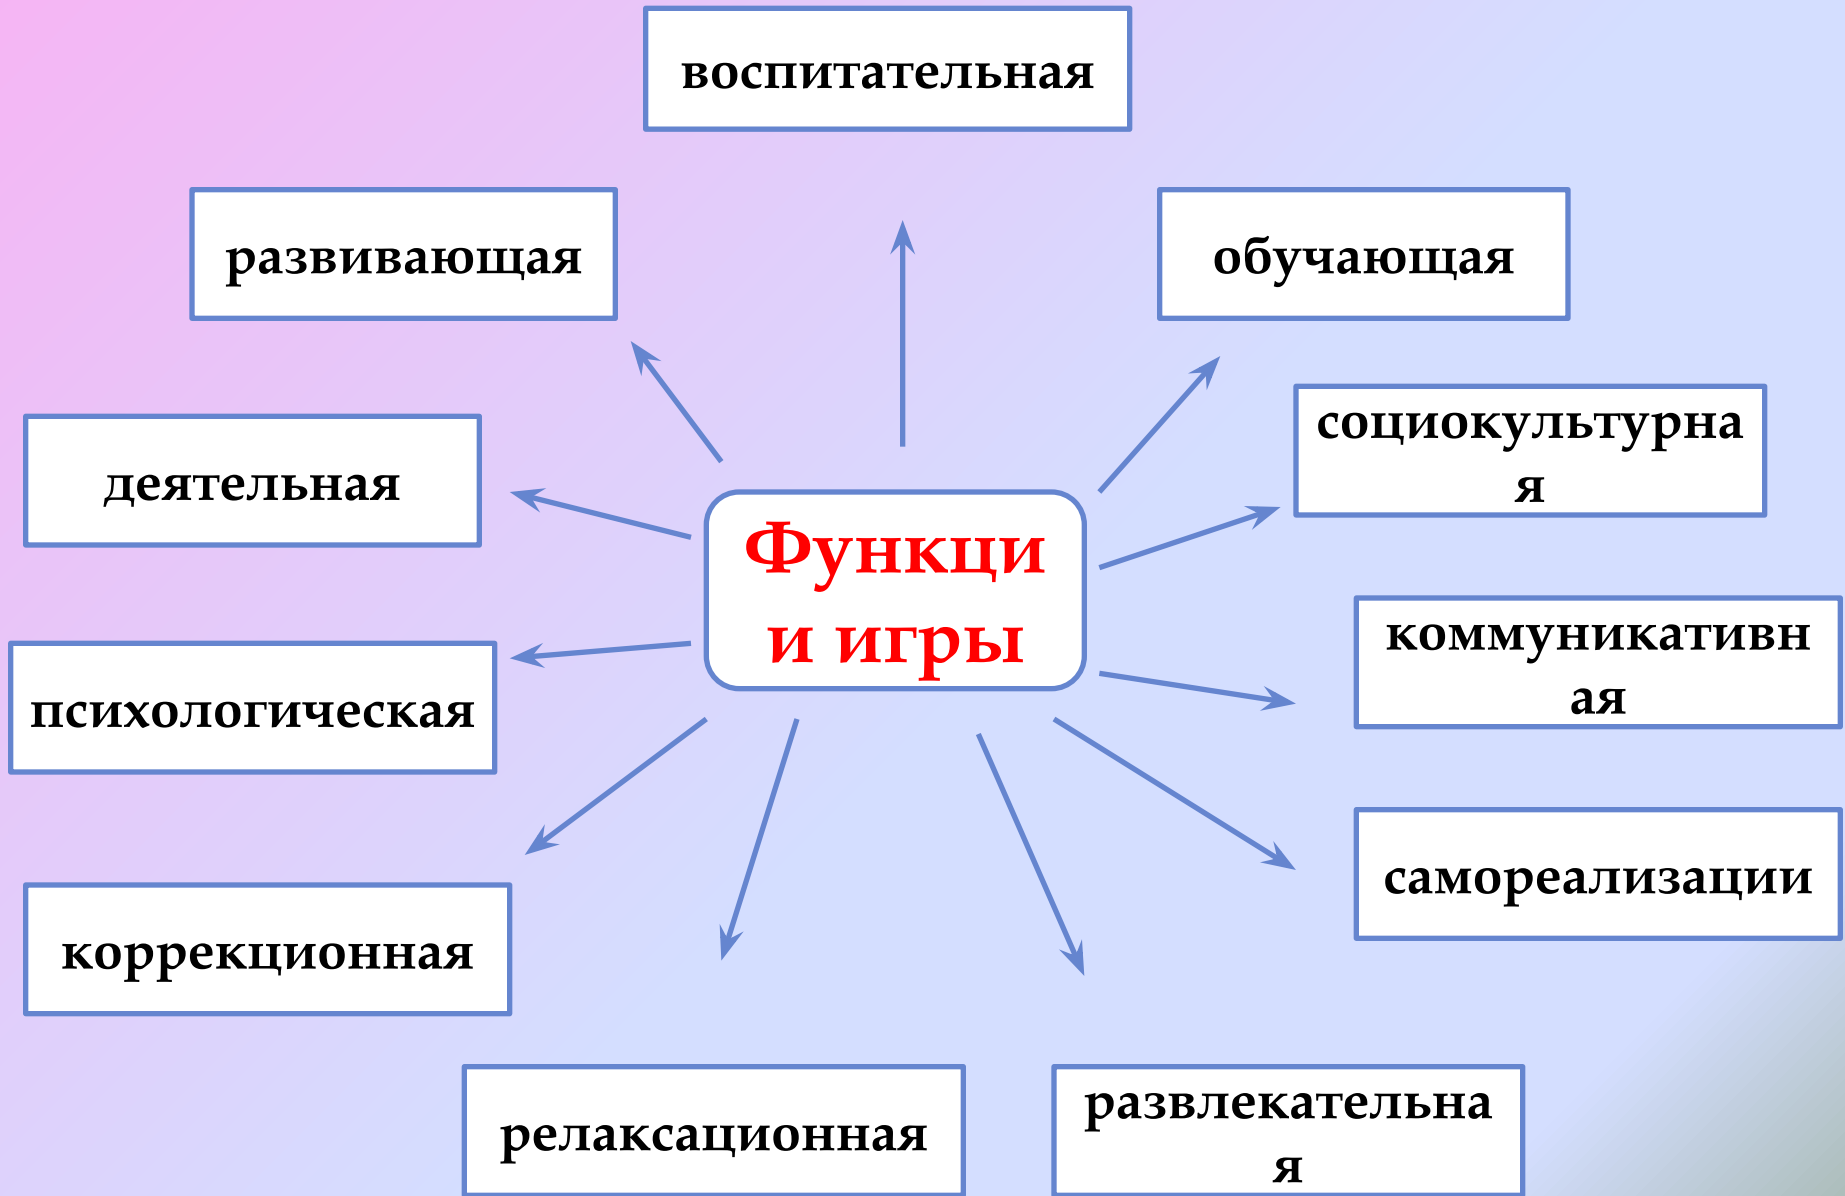 воспитательная
развивающая
обучающая
социокультурна
я
деятельная
Функци
и игры
коммуникативн
ая
психологическая
самореализации
коррекционная
релаксационная
развлекательна
я